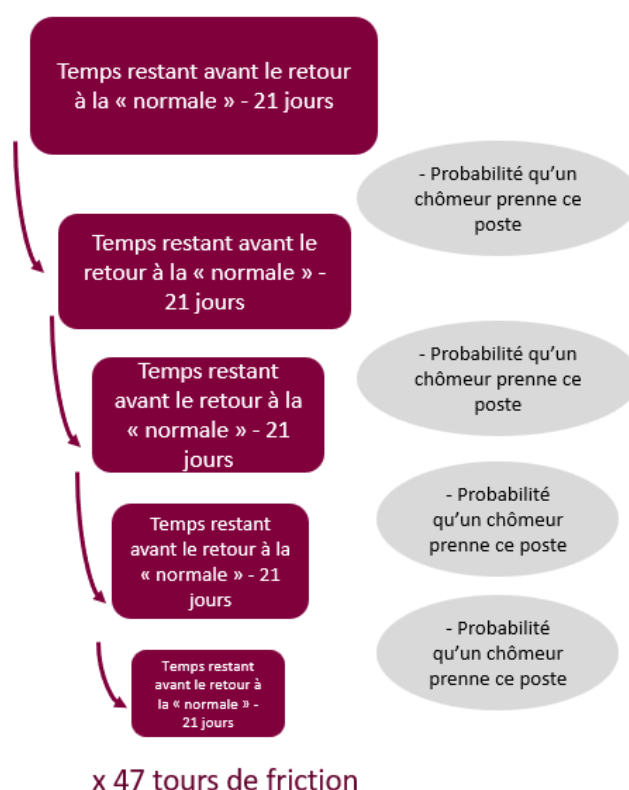 Temps restant avant le retour
à la « normale » - 21 jours
- Probabilité qu'un
chômeur prenne ce
poste
Temps restant avant le
retour à la « normale » -
21 jours
- Probabilité qu'un
chômeur prenne ce
poste
Temps restant
avant le retour à la
« normale » - 21
jours
- Probabilité
qu'un chômeur
prenne ce poste
Temps restant
avant le retour à la
« normale » - 21
jours
- Probabilité
qu'un chômeur
prenne ce poste
Temps restant
avant le retour à
la « normale » -
21 jours
x 47 tours de friction